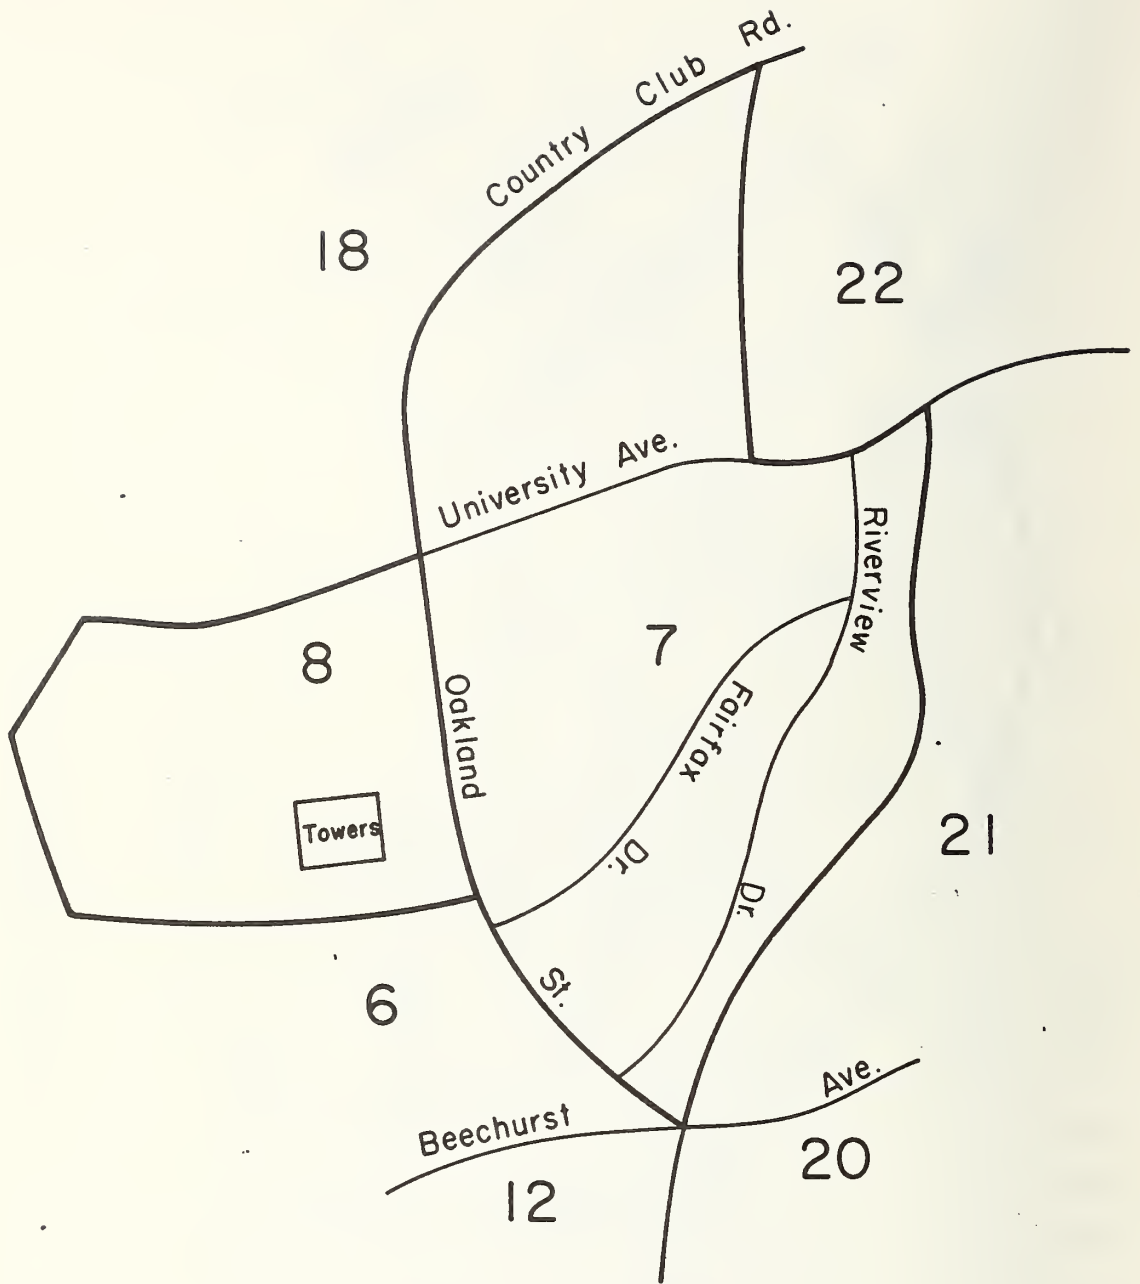 Country Club Rd.
18
22
University Ave.
Riverview Dr.
8
7
Oakland St.
Fairfax Dr.
Towers
21
6
Beechurst Ave.
20
12